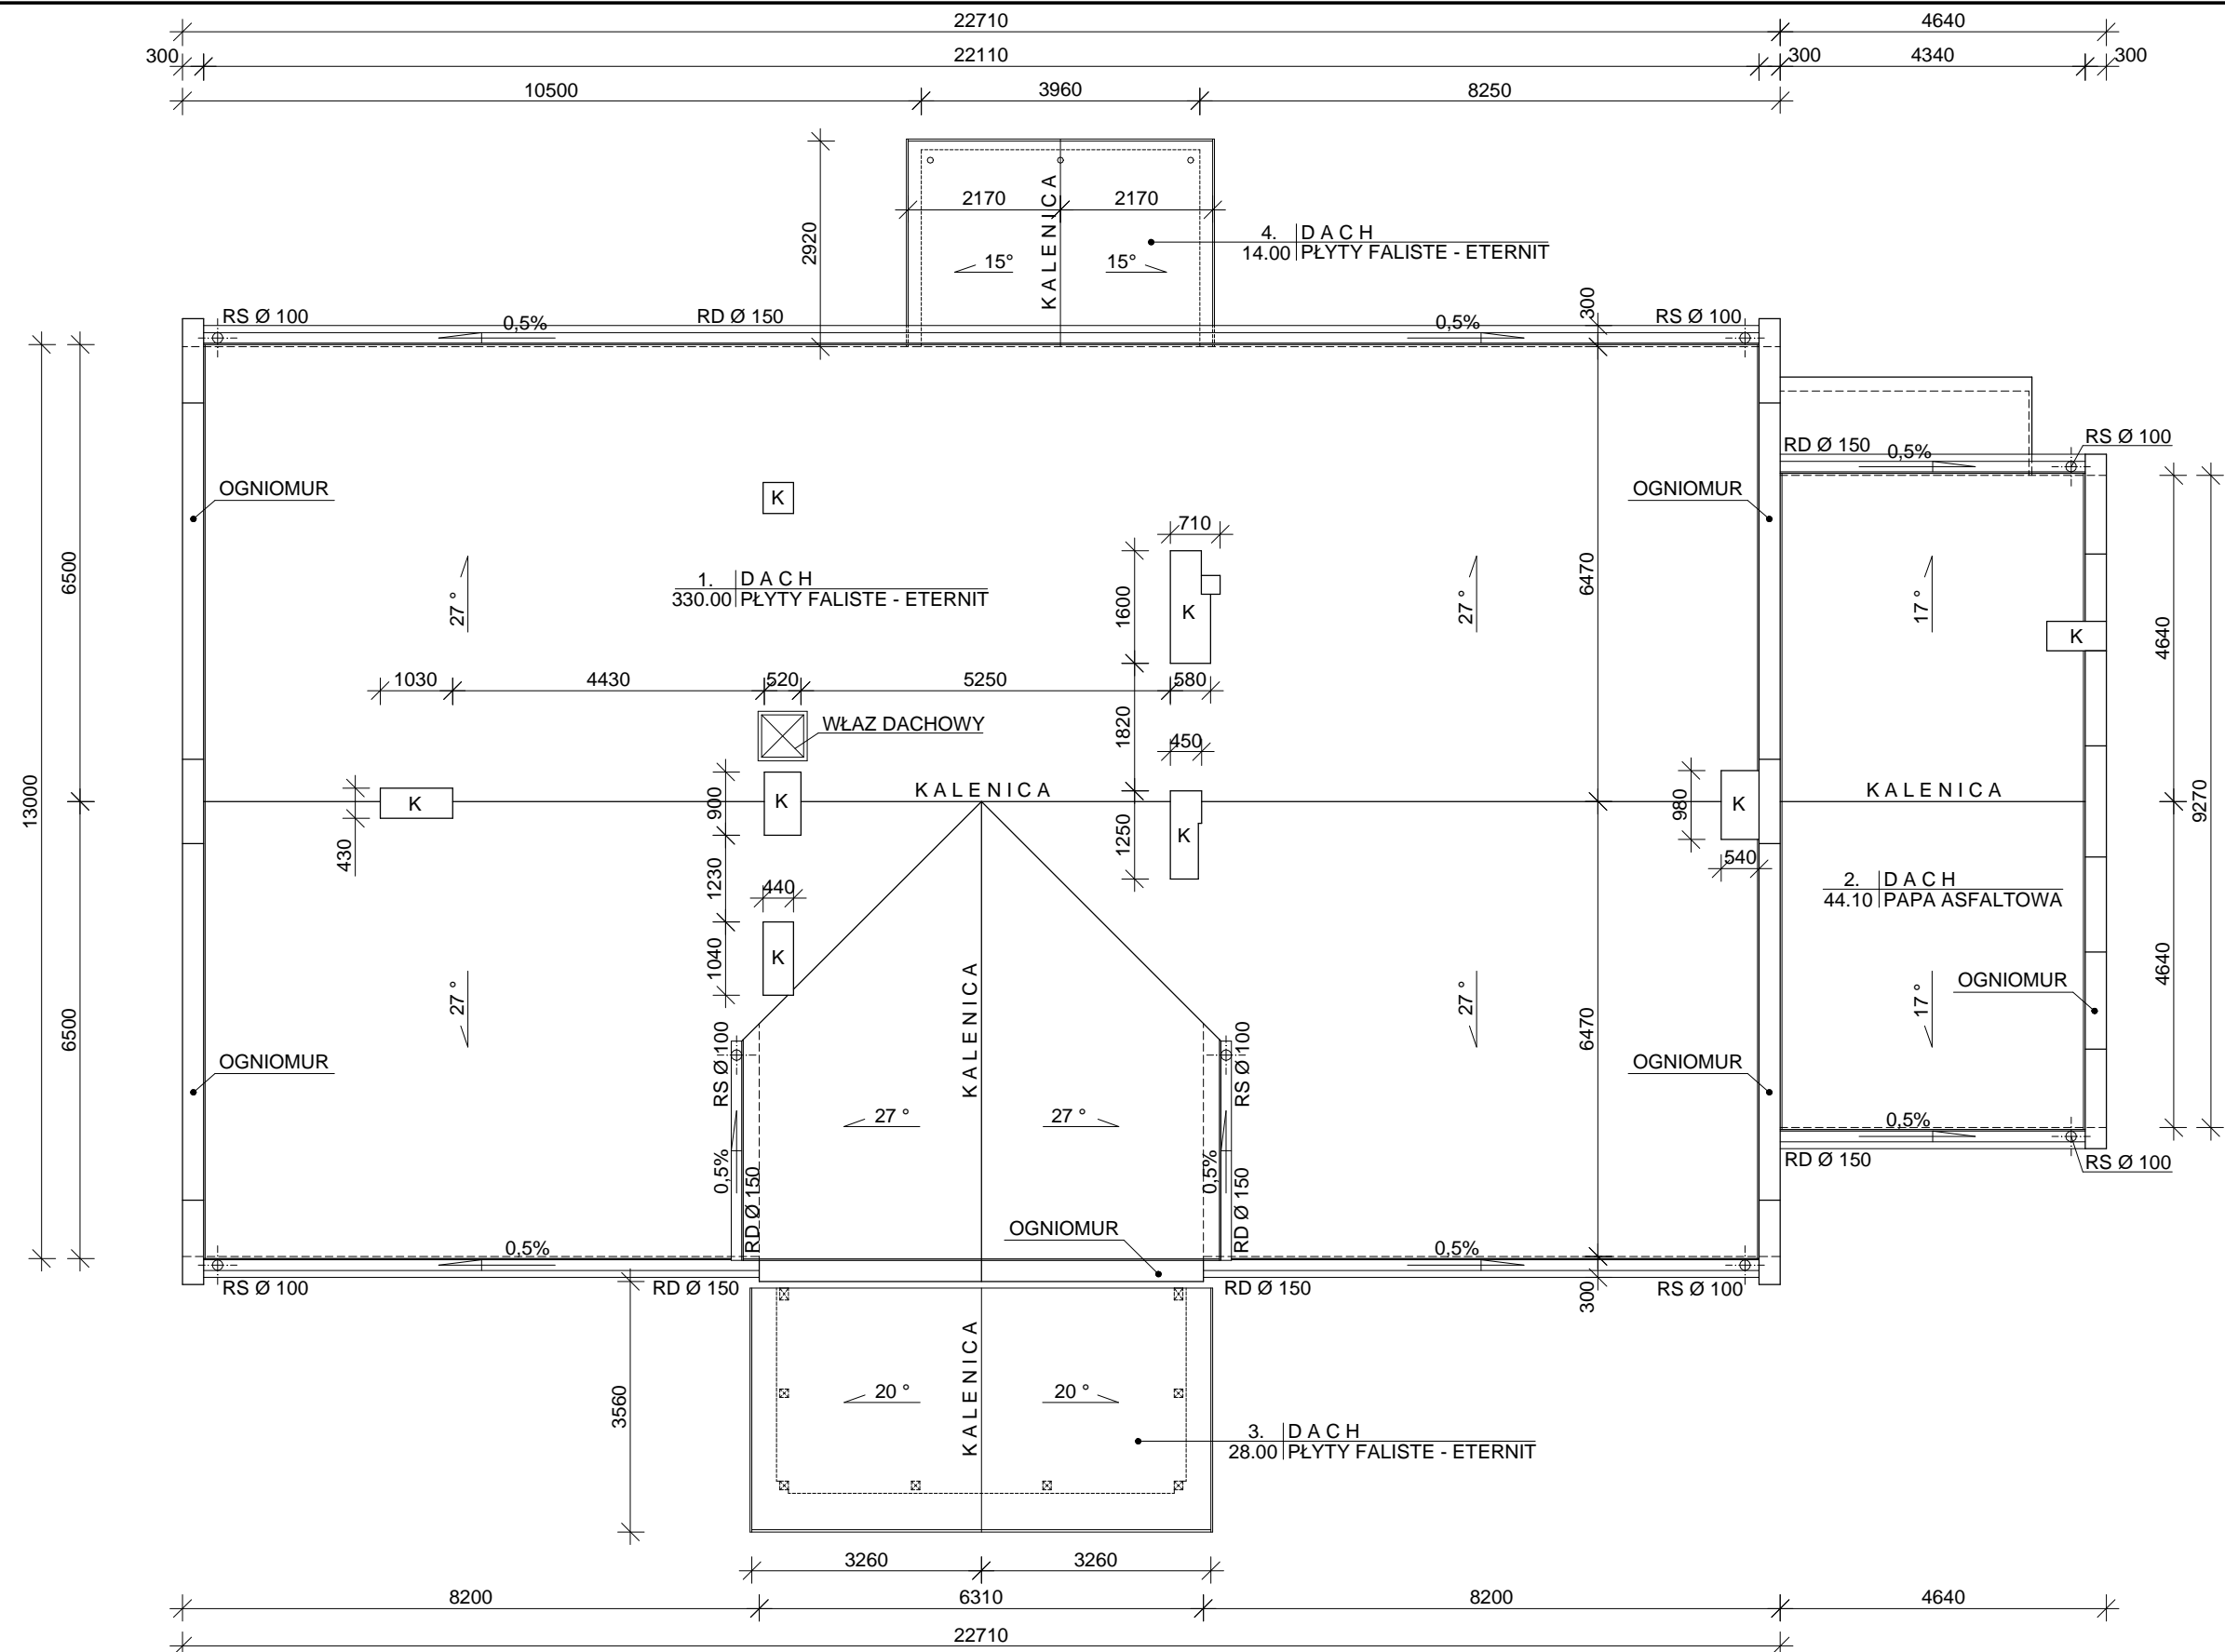 22710
4640
300
22110
300
4340
300
10500
3960
8250
2920
KALENICA
2170
2170
15°
15°
4. DACH
14.00 PŁYTY FALISTE - ETERNIT
RS Ø 100
0,5%
RD Ø 150
0,5%
300
RS Ø 100
RD Ø 150
0,5%
RS Ø 100
OGNIOMUR
K
OGNIOMUR
710
13000
6500
27 °
1. DACH
330.00 PŁYTY FALISTE - ETERNIT
1600
K
27 °
6470
17 °
K
4640
1030
4430
520
5250
580
WŁAZ DACHOWY
1820
450
K
430
900
K
KALENICA
1250
K
980
K
540
KALENICA
9270
1230
440
1040
K
2. DACH
44.10 PAPA ASFALTOWA
6500
27 °
KALENICA
27 °
6470
17 °
OGNIOMUR
4640
OGNIOMUR
RS Ø 100
RS Ø 100
OGNIOMUR
27 °
27 °
0,5%
RD Ø 150
0,5%
RD Ø 150
0,5%
RD Ø 150
RS Ø 100
OGNIOMUR
0,5%
0,5%
RS Ø 100
RD Ø 150
RD Ø 150
300
RS Ø 100
3560
KALENICA
20 °
20 °
3. DACH
28.00 PŁYTY FALISTE - ETERNIT
3260
3260
8200
6310
8200
4640
22710